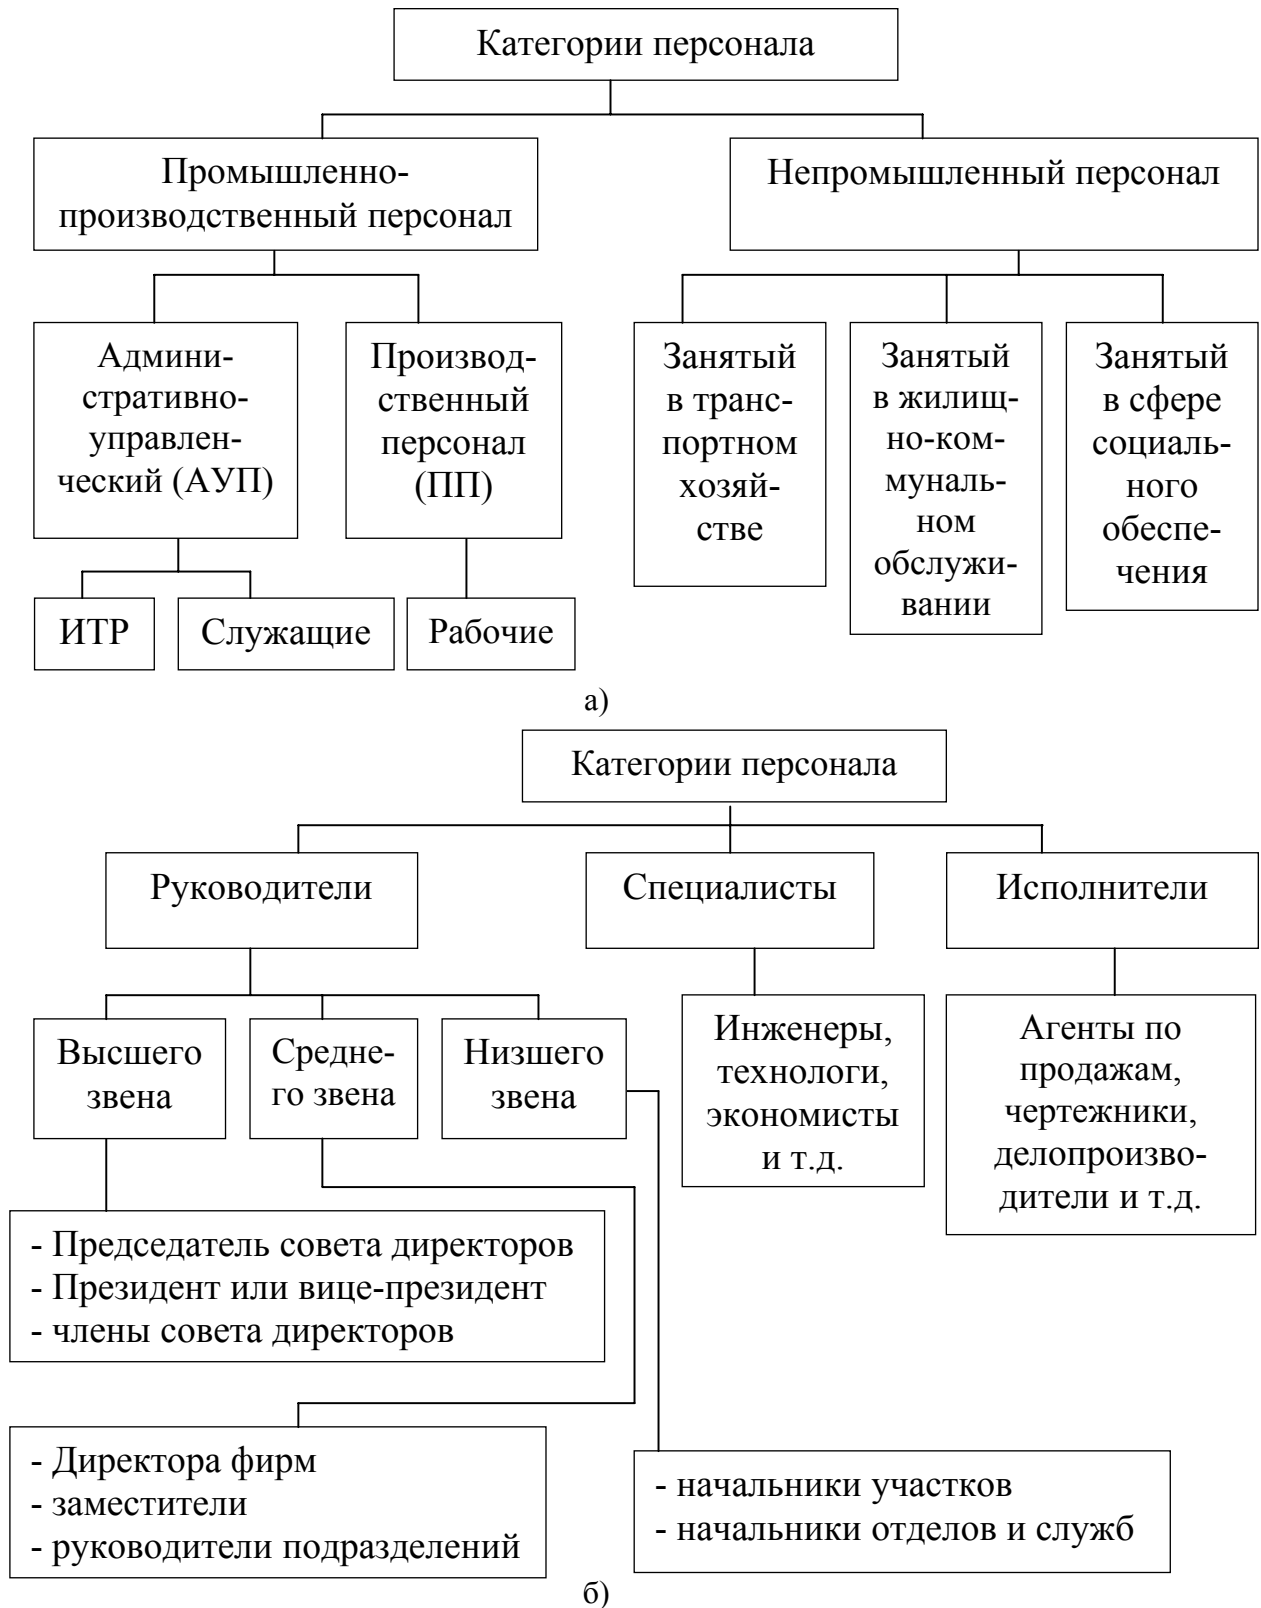 Категории персонала
Промышленно-
производственный персонал
Непромышленный персонал
Админи-
стративно-
управлен-
ческий (АУП)
Производ-
ственный
персонал
(ПП)
Занятый
в транс-
портном
хозяй-
стве
Занятый
в жилищ-
но-ком-
муналь-
ном
обслужи-
вании
Занятый
в сфере
социаль-
ного
обеспе-
чения
ИТР
Служащие
Рабочие
а)
Категории персонала
Руководители
Специалисты
Исполнители
Высшего
звена
Средне-
го звена
Низшего
звена
Инженеры,
технологи,
экономисты
и т.д.
Агенты по
продажам,
чертежники,
делопроизво-
дители и т.д.
- Председатель совета директоров
- Президент или вице-президент
- члены совета директоров
- Директора фирм
- заместители
- руководители подразделений
- начальники участков
- начальники отделов и служб
б)